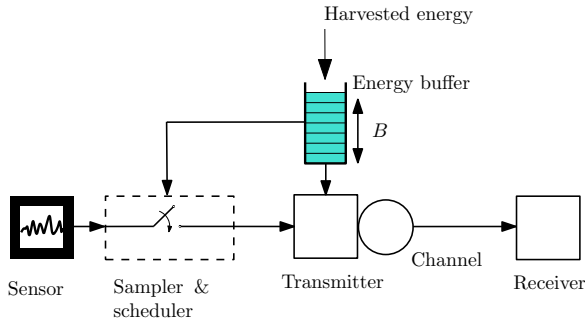 Harvested energy
Energy buffer
B
Sensor
Sampler &
scheduler
Transmitter
Channel
Receiver